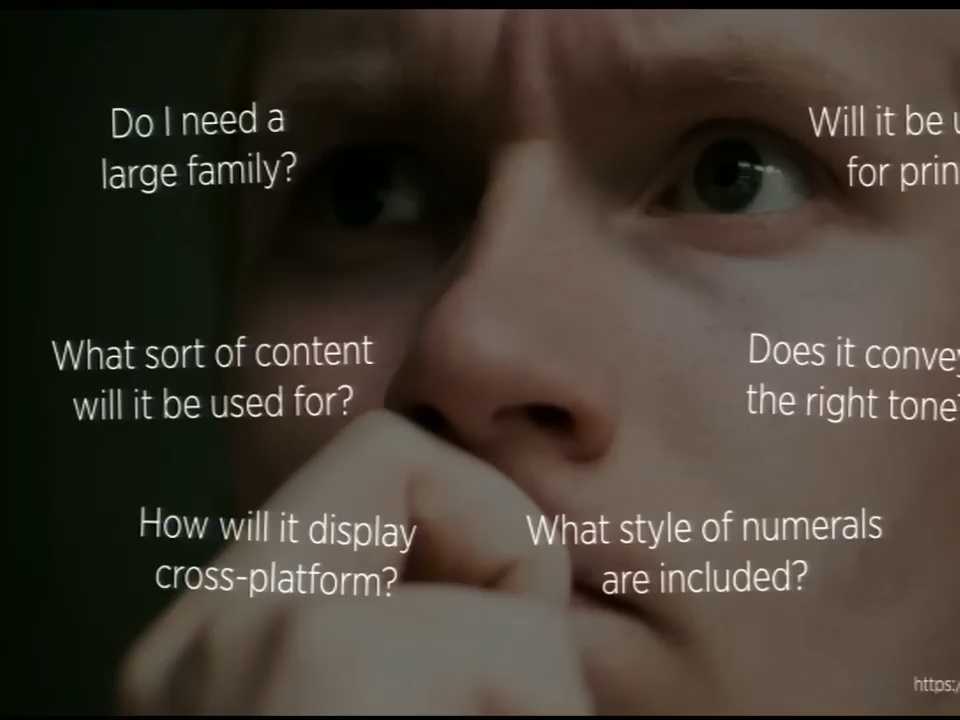 Do I need a
large family?
Will it be
for
What sort of content
will it be used for?
Does it
the right tone
How will it display
cross-platform?
What style of numerals
are included?
https:/